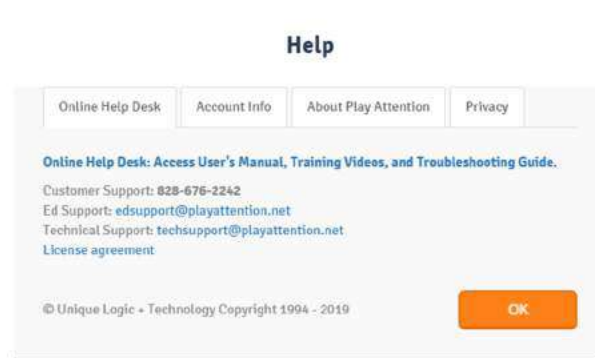 Help
Online Help Desk Account Info About Play Attention Privacy
Online Help Desk: Access User's Manual, Training Videos, and Troubleshooting Guide.
Customer Support: 828-676-2242
Ed Support: edsupport@playattention.net
Technical Support: techsupport@playattention.net
License agreement
© Unique Logic + Technology Copyright 1994 - 2019
OK